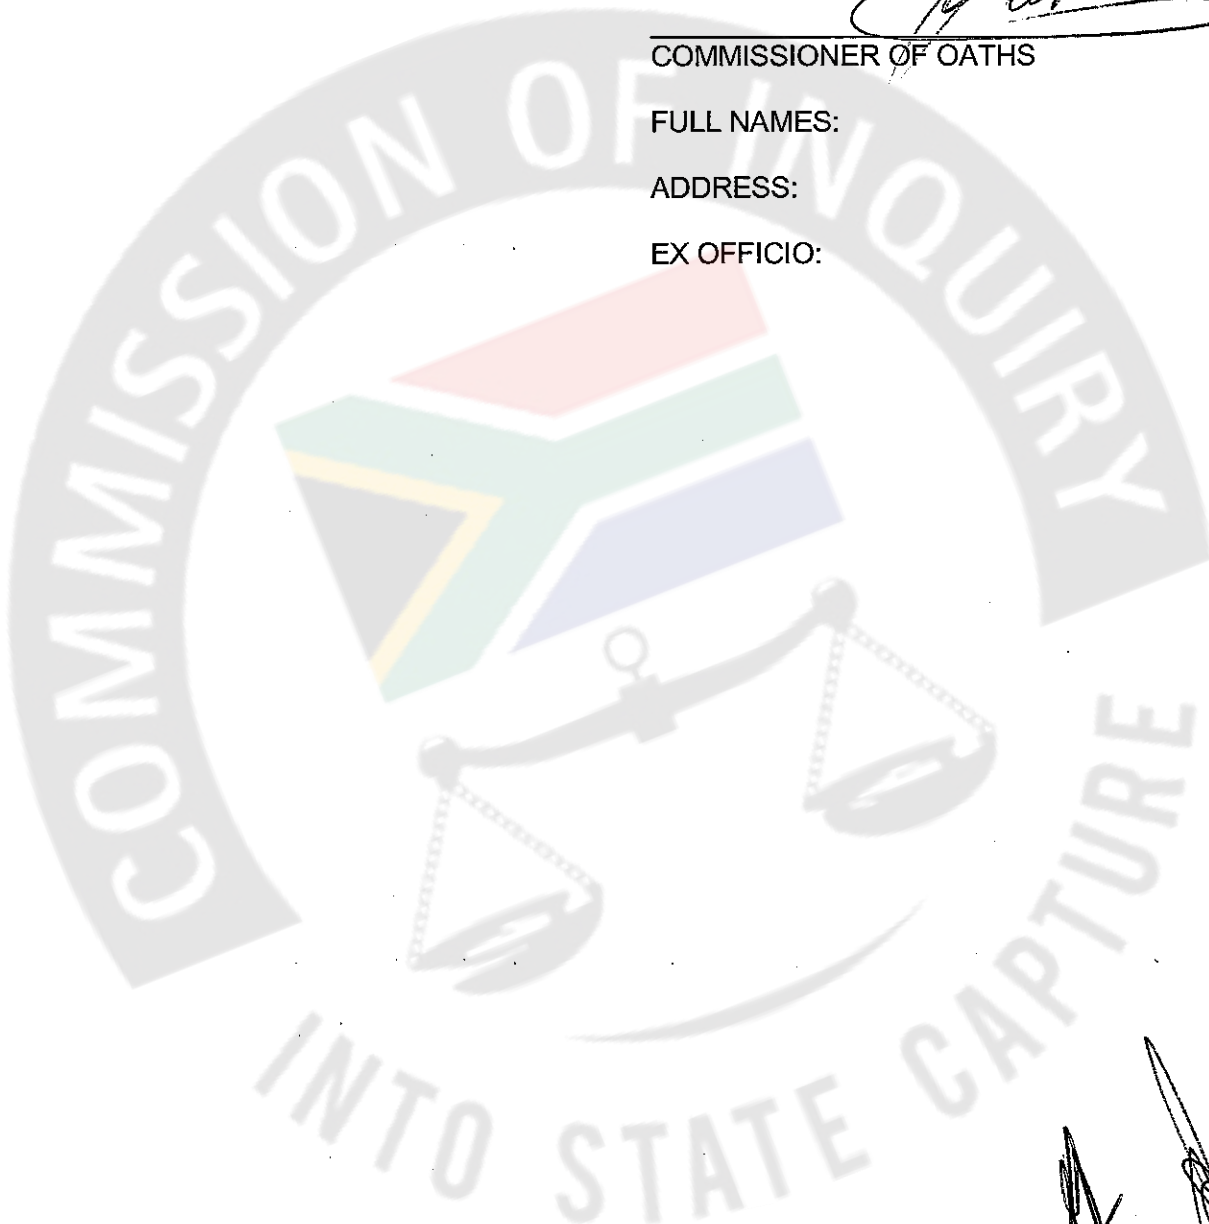 COMMISSIONER OF OATHS
FULL NAMES:
ADDRESS:
EX OFFICIO:
COMMISSION OF INQUIRY
INTO STATE CAPTURE